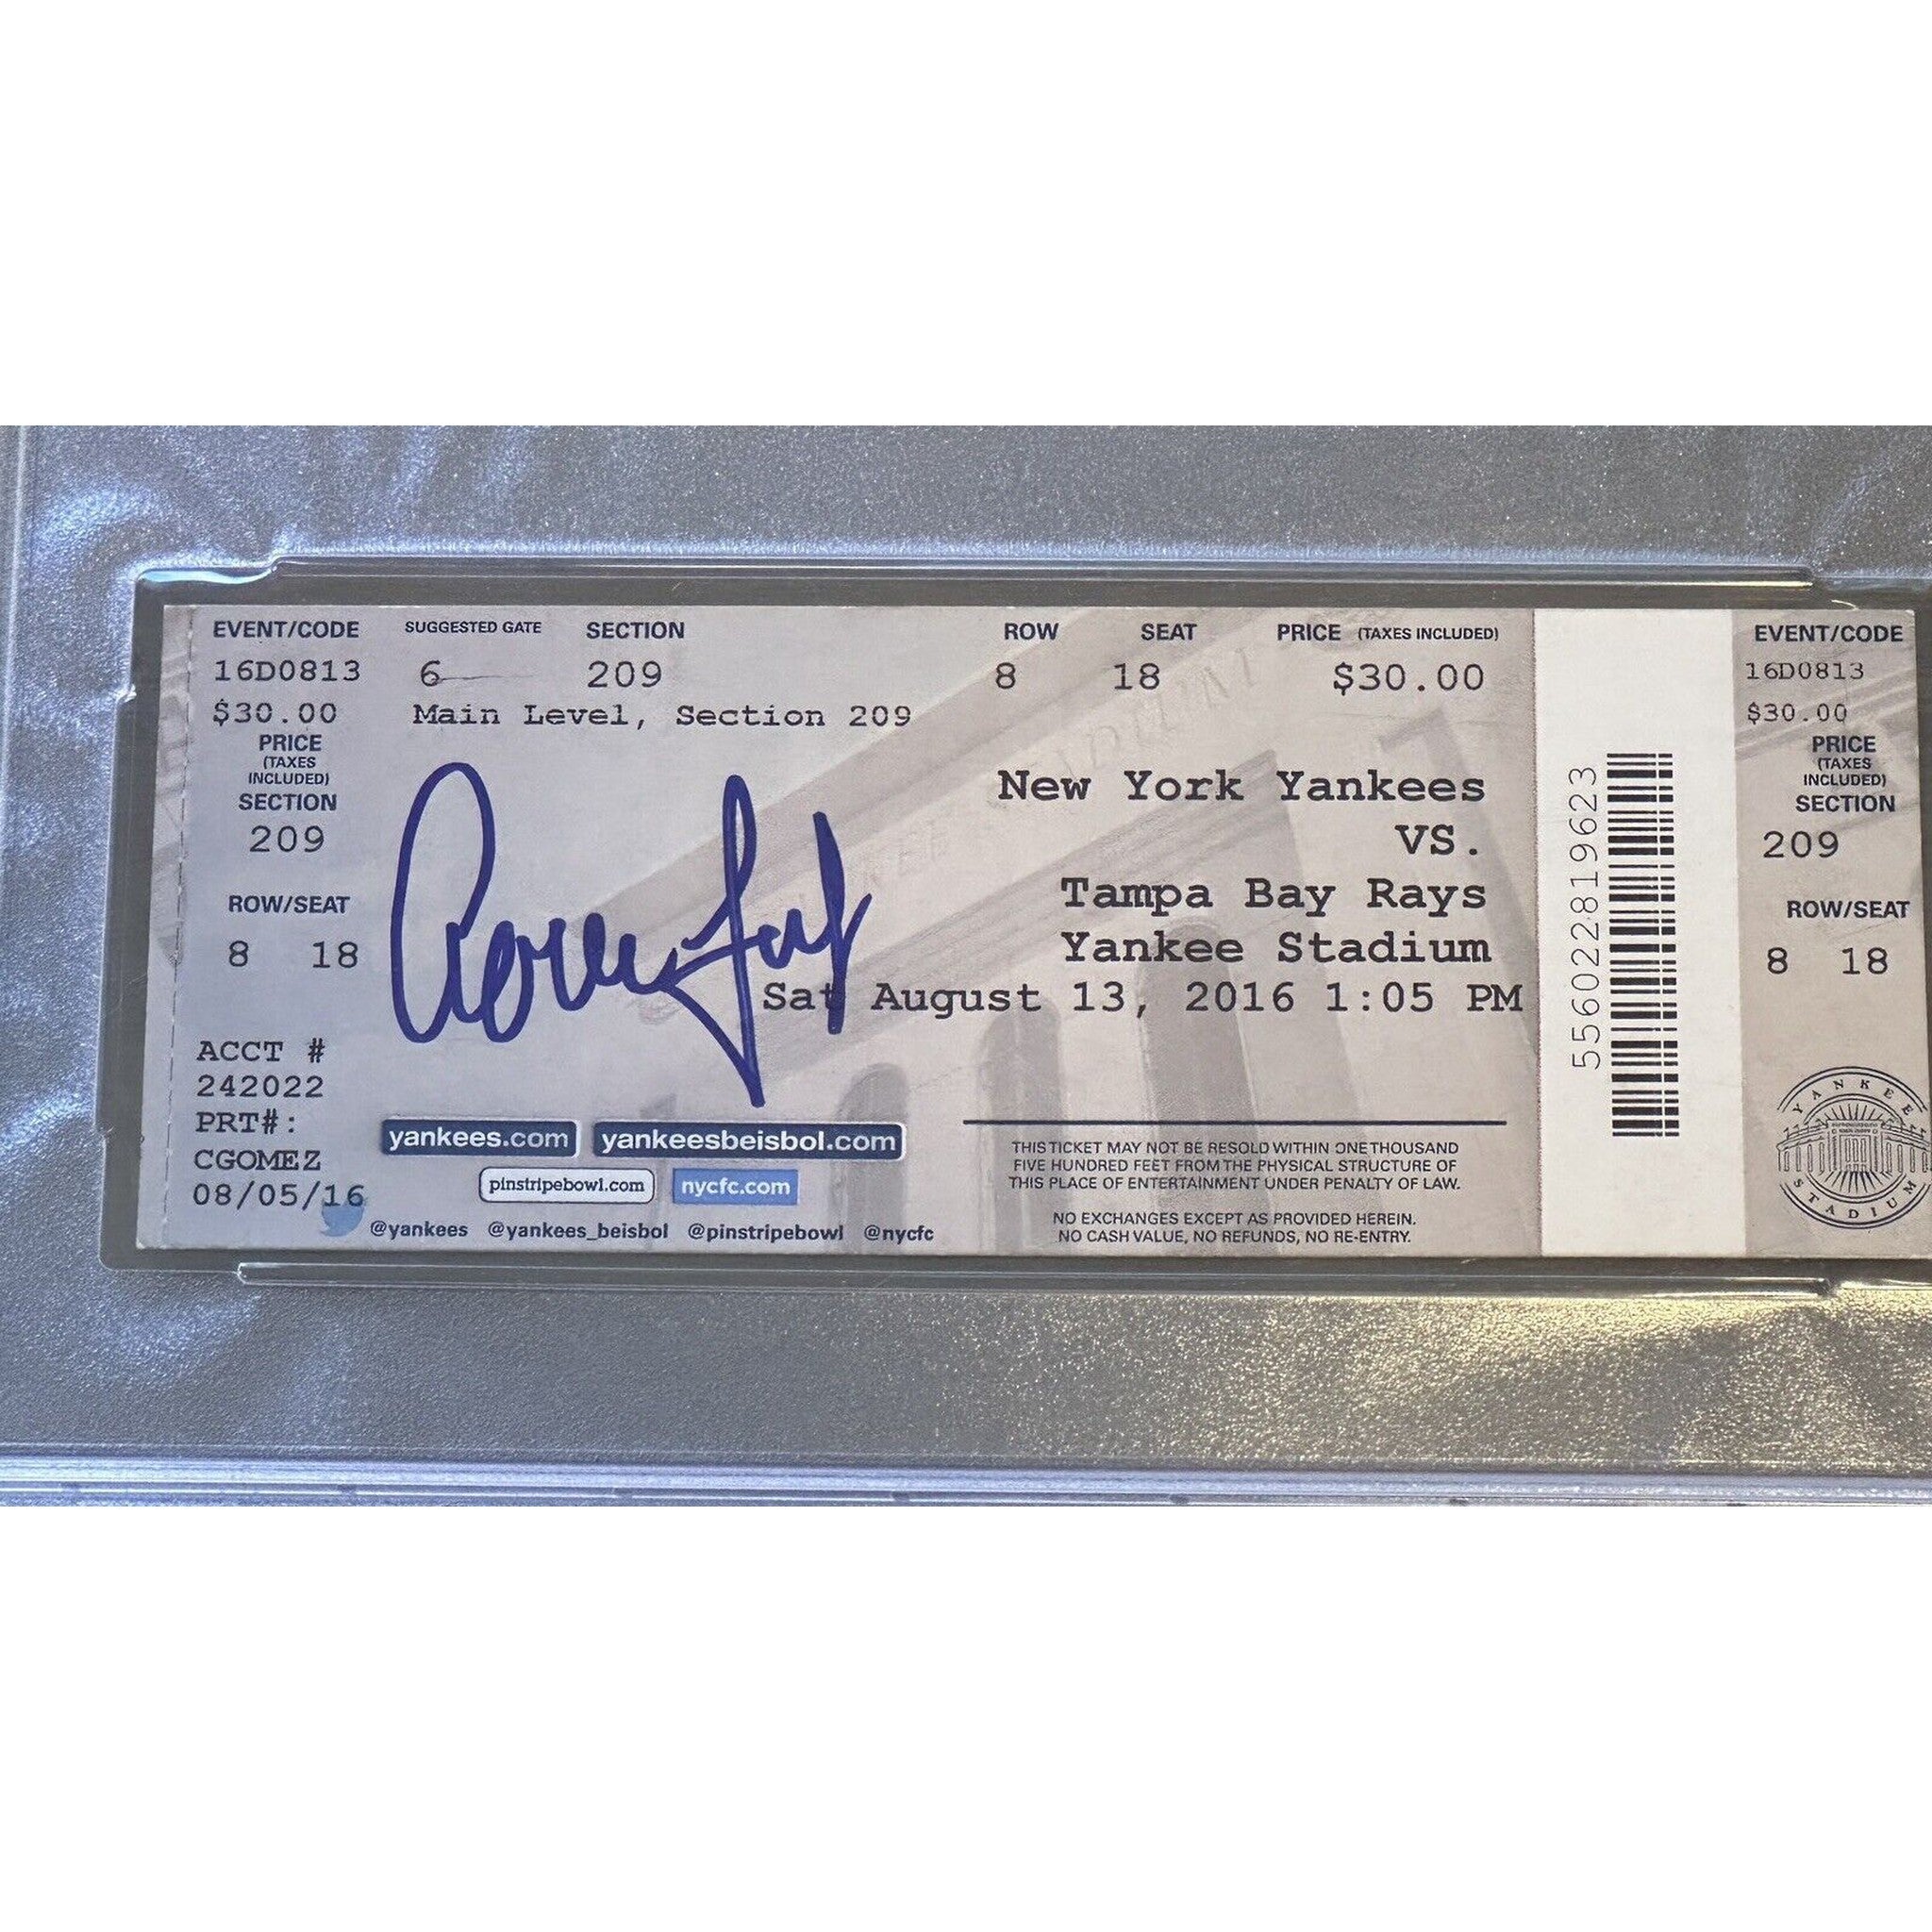 EVENT/CODE SUGGESTED GATE SECTION ROW SEAT PRICE (TAXES INCLUDED)
16D0813 6 209 8 18 $30.00
$30.00 Main Level, Section 209
PRICE
(TAXES
INCLUDED)
SECTION
209
ROW/SEAT
8 18
ACCT #
242022
PRT#:
CGOMEZ
08/05/16
YANKEE STADIUM
New York Yankees
VS.
Tampa Bay Rays
Yankee Stadium
Sat August 13, 2016 1:05 PM
yankees.com yankeesbeisbol.com
pinstripebowl.com nycfc.com
@yankees @yankees_beisbol @pinstripebowl @nycfc
THIS TICKET MAY NOT BE RESOLD WITHIN ONE THOUSAND
FIVE HUNDRED FEET FROM THE PHYSICAL STRUCTURE OF
THIS PLACE OF ENTERTAINMENT UNDER PENALTY OF LAW.
NO EXCHANGES EXCEPT AS PROVIDED HEREIN.
NO CASH VALUE, NO REFUNDS, NO RE-ENTRY.
5560228819623
EVENT/CODE
16D0813
$30.00
PRICE
(TAXES
INCLUDED)
SECTION
209
ROW/SEAT
8 18
YANKEE
STADIUM